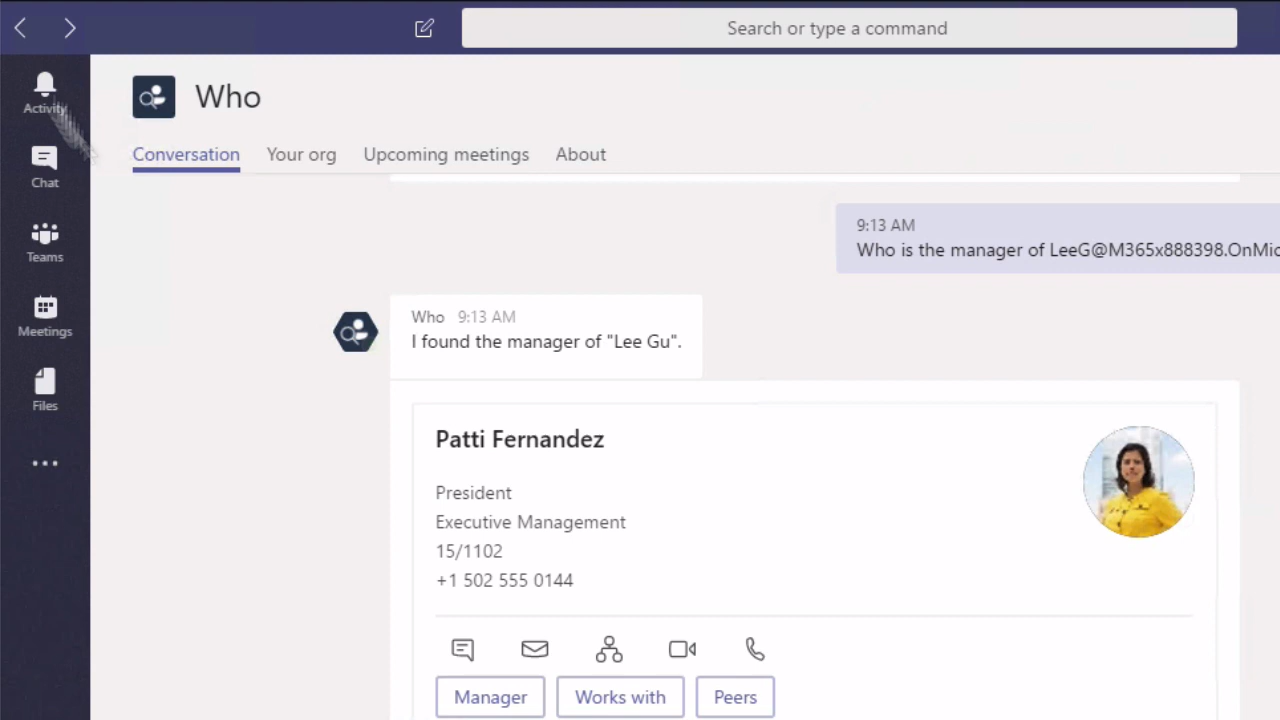 Search or type a command
Activity
Chat
Teams
Meetings
Files
Who
Conversation Your org Upcoming meetings About
9:13 AM
Who is the manager of LeeG@M365x888398.OnMic
Who 9:13 AM
I found the manager of "Lee Gu".
Patti Fernandez
President
Executive Management
15/1102
+1 502 555 0144
Manager Works with Peers